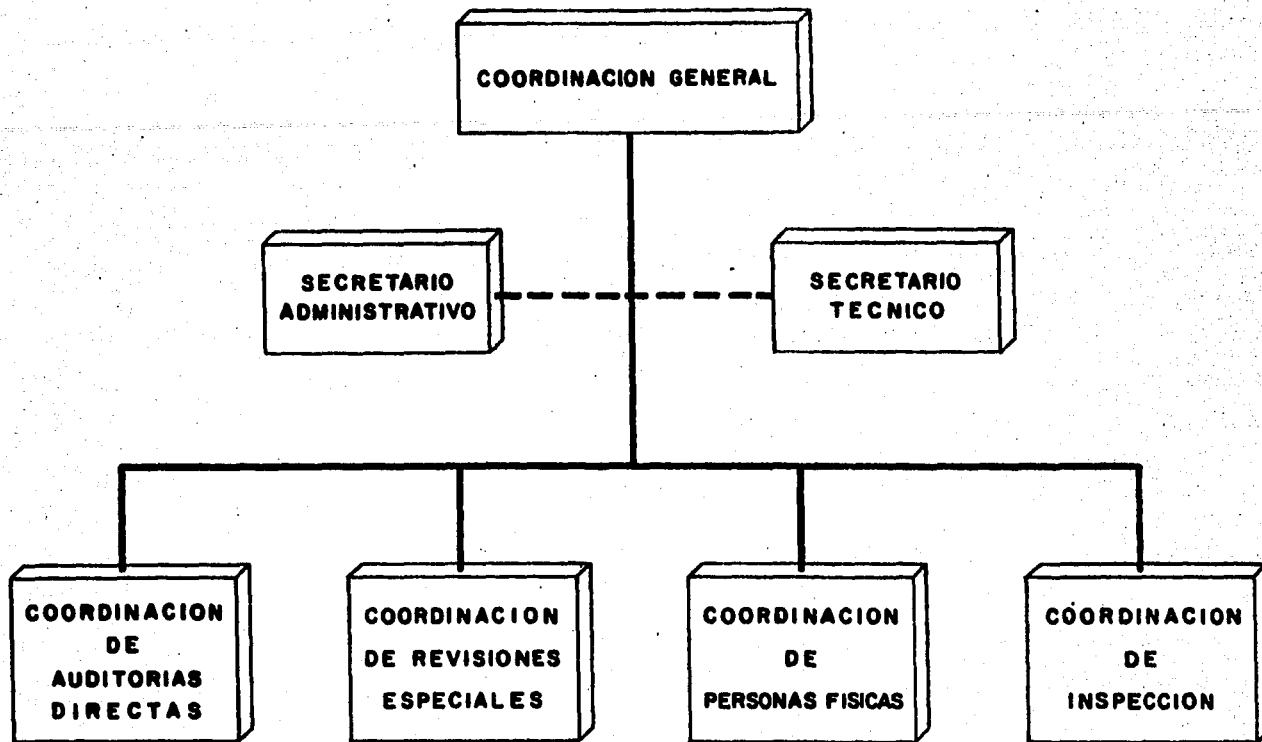 COORDINACION GENERAL
SECRETARIO
ADMINISTRATIVO
SECRETARIO
TECNICO
COORDINACION
DE
AUDITORIAS
DIRECTAS
COORDINACION
DE REVISIONES
ESPECIALES
COORDINACION
DE
PERSONAS FISICAS
COORDINACION
DE
INSPECCION